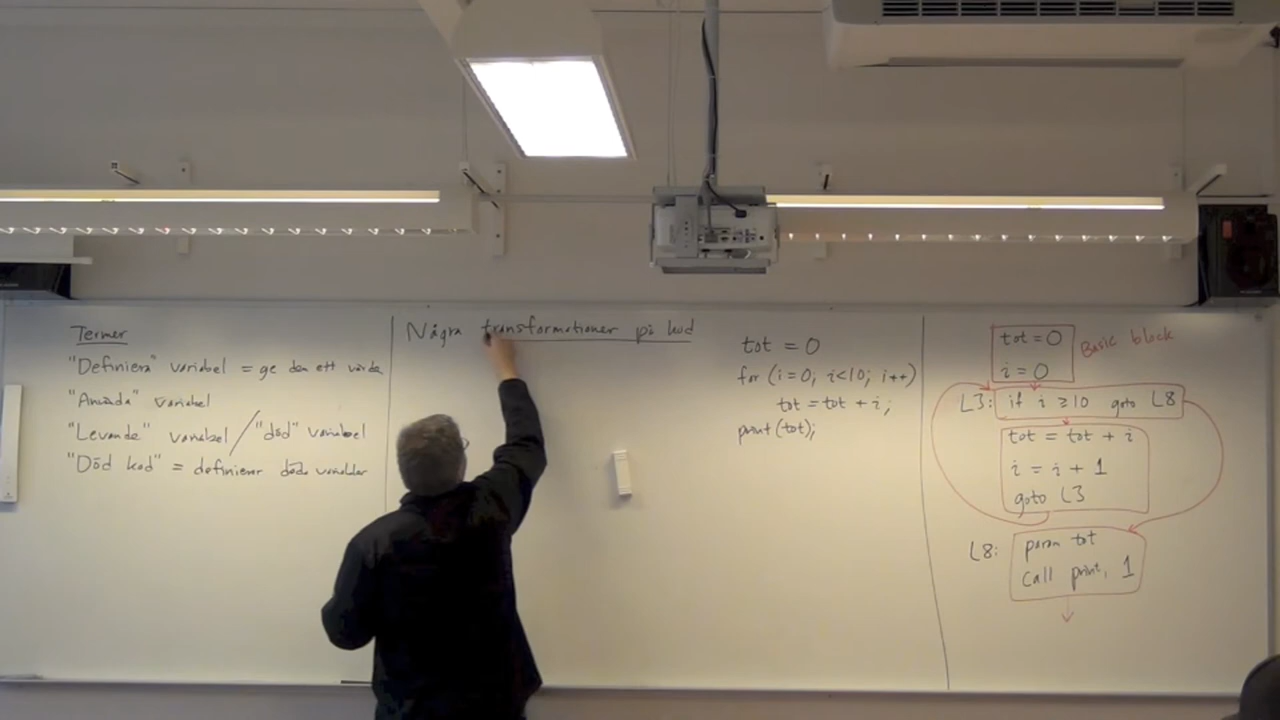 Termer
"Definiera" variabel = ge den ett värde
"Använda" variabel
"Levande" variabel / "död" variabel
"Död kod" = definierar döda variabler
Några transformationer på kod
tot = 0
for (i=0; i<10; i++)
tot = tot + i;
print(tot);
tot = 0
i = 0
Basic block
L3: if i ≥ 10 goto L8
tot = tot + i
i = i + 1
goto L3
L8: param tot
call print, 1